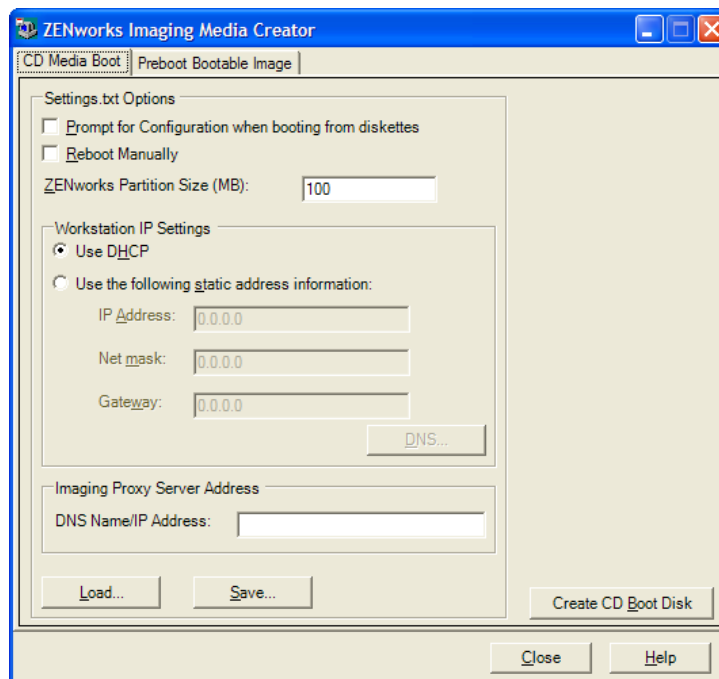 ZENworks Imaging Media Creator
CD Media Boot
Preboot Bootable Image
Settings.txt Options
Prompt for Configuration when booting from diskettes
Reboot Manually
ZENworks Partition Size (MB): 100
Workstation IP Settings
Use DHCP
Use the following static address information:
IP Address: 0.0.0.0
Net mask: 0.0.0.0
Gateway: 0.0.0.0
DNS...
Imaging Proxy Server Address
DNS Name/IP Address:
Load... Save...
Create CD Boot Disk
Close Help